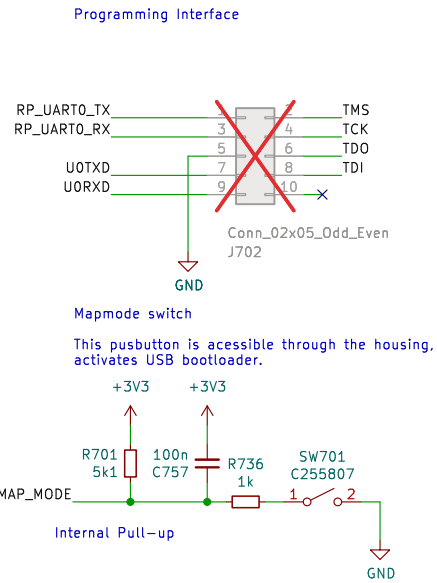 Programming Interface
RP_UART0_TX 1 2 TMS
RP_UART0_RX 3 4 TCK
5 6 TDO
U0TXD 7 8 TDI
U0RXD 9 10
Conn_02x05_Odd_Even
J702
GND
Mapmode switch
This pusbutton is acessible through the housing,
activates USB bootloader.
+3V3 +3V3
R701 100n SW701
5k1 C757 R736 C255807
1k
MAP_MODE 1 2
Internal Pull-up
GND